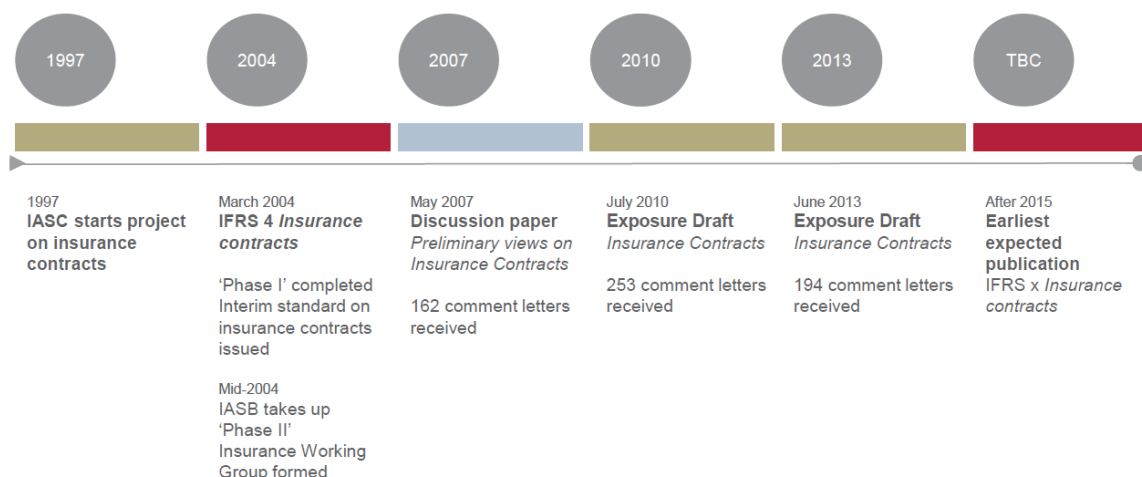 1997
2004
2007
2010
2013
TBC
1997
IASC starts project
on insurance
contracts
March 2004
IFRS 4 Insurance
contracts
‘Phase I’ completed
Interim standard on
insurance contracts
issued
Mid-2004
IASB takes up
‘Phase II’
Insurance Working
Group formed
May 2007
Discussion paper
Preliminary views on
Insurance Contracts
162 comment letters
received
July 2010
Exposure Draft
Insurance Contracts
253 comment letters
received
June 2013
Exposure Draft
Insurance Contracts
194 comment letters
received
After 2015
Earliest
expected
publication
IFRS x Insurance
contracts